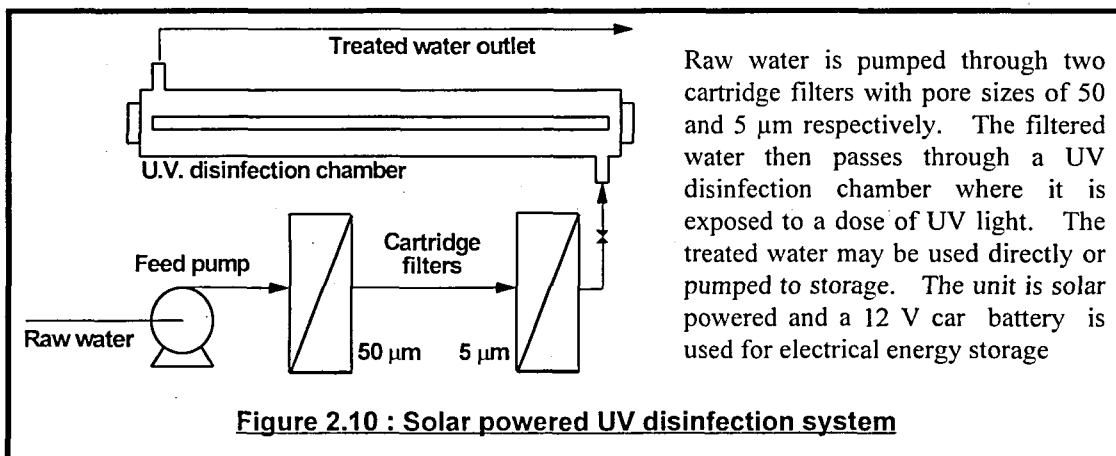 Treated water outlet
U.V. disinfection chamber
Cartridge
filters
Feed pump
Raw water
50 µm
5 µm
Raw water is pumped through two
cartridge filters with pore sizes of 50
and 5 µm respectively. The filtered
water then passes through a UV
disinfection chamber where it is
exposed to a dose of UV light. The
treated water may be used directly or
pumped to storage. The unit is solar
powered and a 12 V car battery is
used for electrical energy storage
Figure 2.10 : Solar powered UV disinfection system